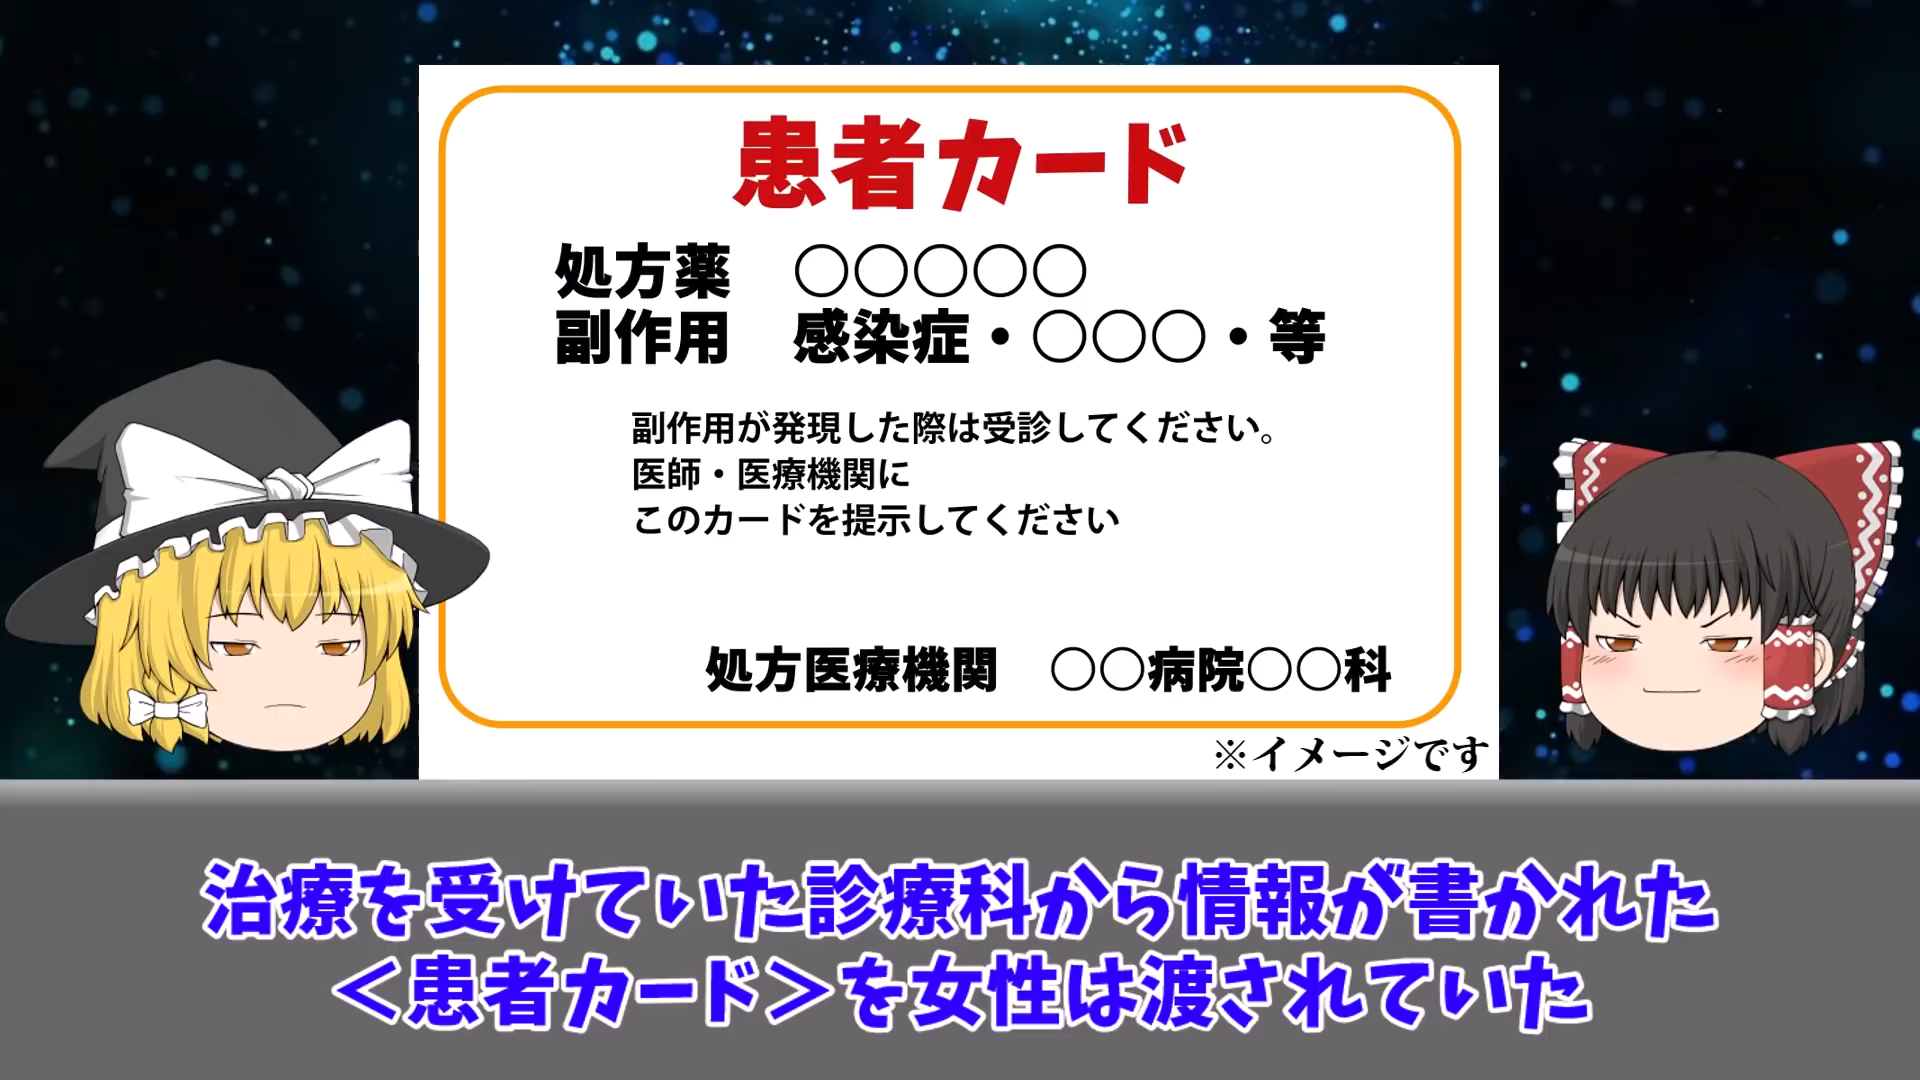 患者カード
処方薬　○○○○○
副作用　感染症・○○○・等
副作用が発現した際は受診してください。
医師・医療機関に
このカードを提示してください
処方医療機関　○○病院○○科
※イメージです
治療を受けていた診療科から情報が書かれた
＜患者カード＞を女性は渡されていた